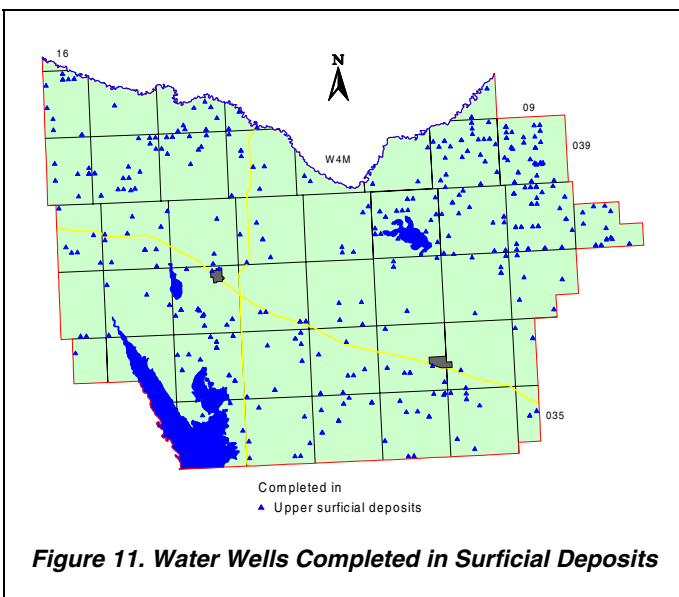 16
N
09
039
W4M
035
Completed in
Upper surficial deposits
Figure 11. Water Wells Completed in Surficial Deposits